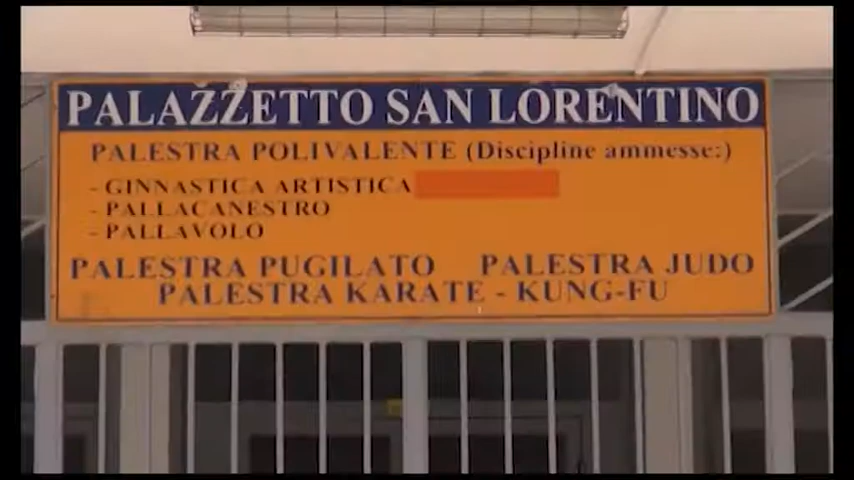 PALAZZETTO SAN LORENTINO
PALESTRA POLIVALENTE (Discipline ammesse:)
- GINNASTICA ARTISTICA
- PALLACANESTRO
- PALLAVOLO
PALESTRA PUGILATO PALESTRA JUDO
PALESTRA KARATE - KUNG-FU